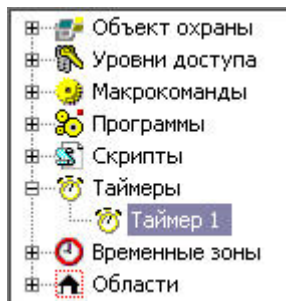 Объект охраны
Уровни доступа
Макрокоманды
Программы
Скрипты
Таймеры
Таймер 1
Временные зоны
Области